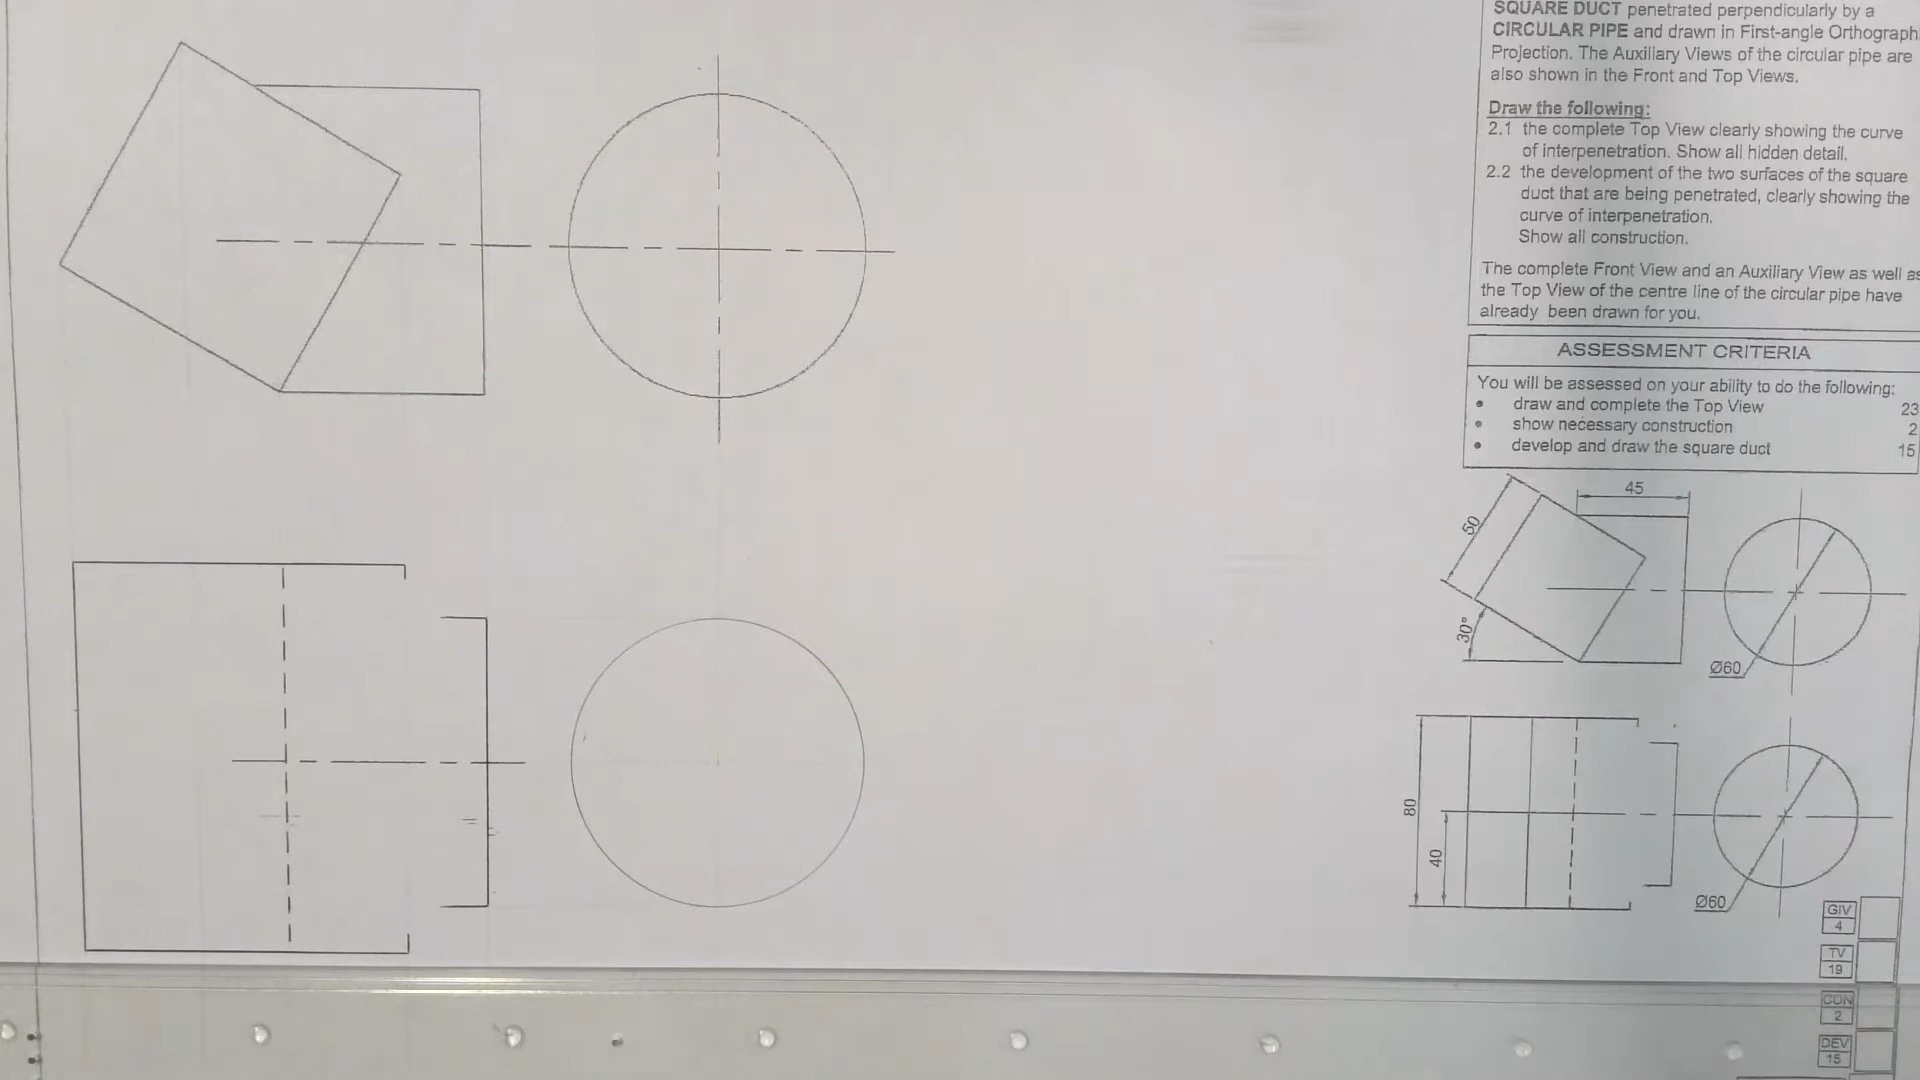 SQUARE DUCT penetrated perpendicularly by a
CIRCULAR PIPE and drawn in First-angle Orthograph
Projection. The Auxiliary Views of the circular pipe are
also shown in the Front and Top Views.
Draw the following:
2.1 the complete Top View clearly showing the curve
of interpenetration. Show all hidden detail.
2.2 the development of the two surfaces of the square
duct that are being penetrated, clearly showing the
curve of interpenetration.
Show all construction.
The complete Front View and an Auxiliary View as well as
the Top View of the centre line of the circular pipe have
already been drawn for you.
ASSESSMENT CRITERIA
You will be assessed on your ability to do the following:
• draw and complete the Top View 23
• show necessary construction 2
• develop and draw the square duct 15
45
50
30°
Ø60
80
40
Ø60
GIV
4
TV
19
CON
2
DEV
15